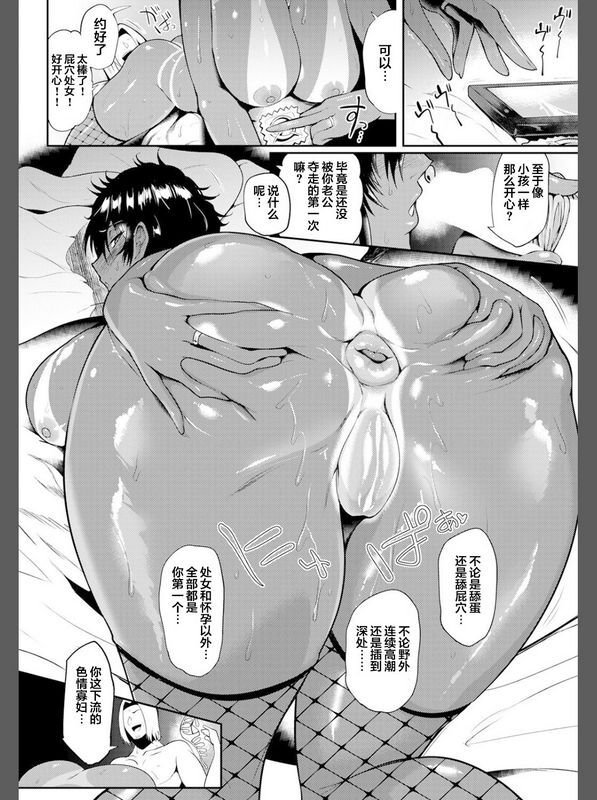 可以…
约好了
太棒了！
屁穴处女！
好开心！
至于像
小孩一样
那么开心？
毕竟是还没
被你老公
夺走的第一次
嘛？
说什么
呢…
にゃ
ぱぁ
不论是舔蛋
还是舔屁穴…
不论野外
连续高潮
还是插到
深处…
处女和怀孕以外…
全部都是
你第一个…
你这下流的
色情寡妇…